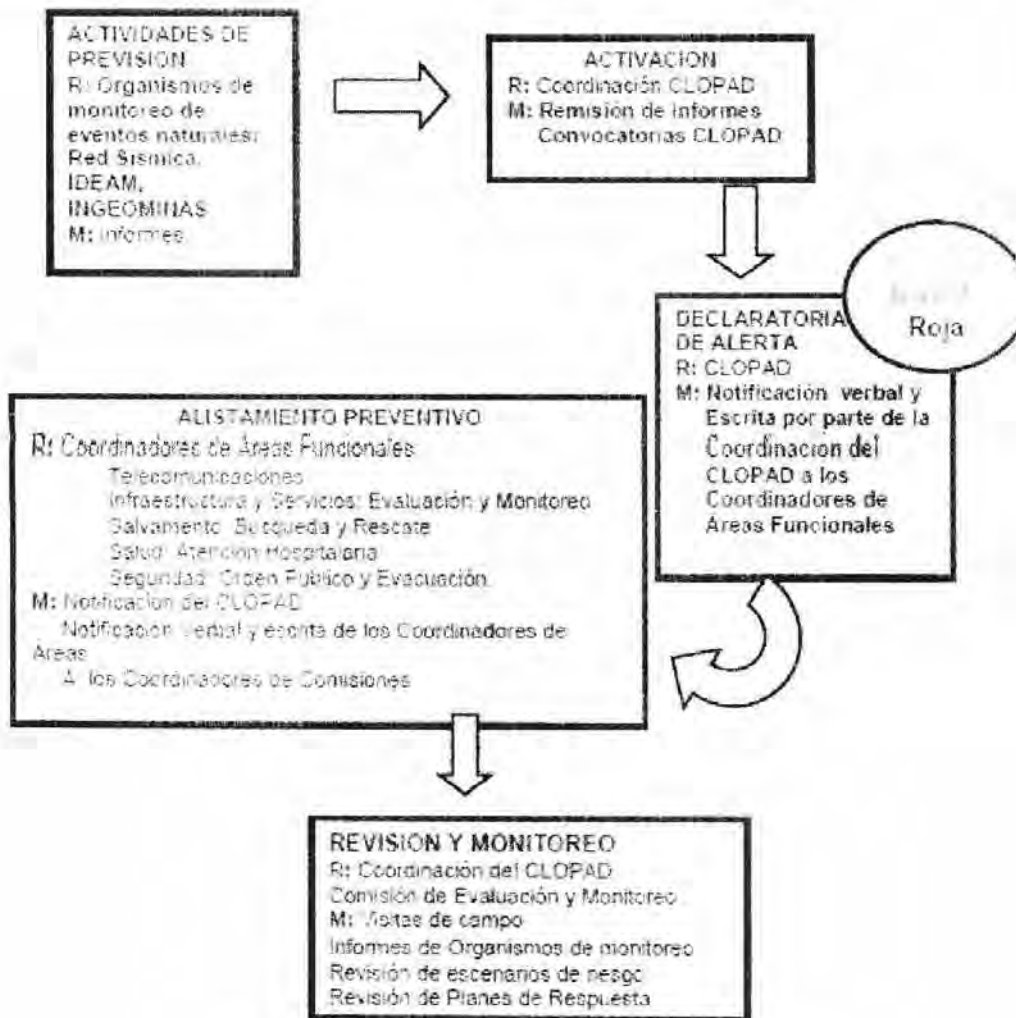 ACTIVIDADES DE
PREVISION
R: Organismos de
monitoreo de
eventos naturales:
Red Sísmica,
IDEAM,
INGEOMINAS
M: Informes
ACTIVACION
R: Coordinación CLOPAD
M: Remisión de Informes
Convocatorias CLOPAD
Roja
DECLARATORIA
DE ALERTA
R: CLOPAD
M: Notificación verbal y
Escrita por parte de la
Coordinacion del
CLOPAD a los
Coordinadores de
Areas Funcionales
ALISTAMIENTO PREVENTIVO
R: Coordinadores de Areas Funcionales
Telecomunicaciones
Infraestructura y Servicios: Evaluación y Monitoreo
Salvamento: Busqueda y Rescate
Salud: Atención Hospitalaria
Seguridad: Orden Publico y Evacuación
M: Notificacion del CLOPAD
Notificación verbal y escrita de los Coordinadores de
Areas
A los Coordinadores de Comisiones
REVISION Y MONITOREO
R: Coordinación del CLOPAD
Comisión de Evaluación y Monitoreo
M: Visitas de campo
Informes de Organismos de monitoreo
Revisión de escenarios de riesgo
Revisión de Planes de Respuesta